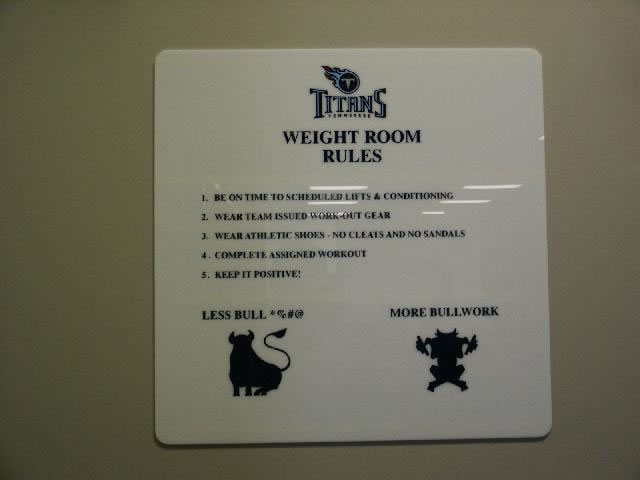 TITANS
TENNESSEE
WEIGHT ROOM
RULES
1. BE ON TIME TO SCHEDULED LIFTS & CONDITIONING
2. WEAR TEAM ISSUED WORK-OUT GEAR
3. WEAR ATHLETIC SHOES - NO CLEATS AND NO SANDALS
4. COMPLETE ASSIGNED WORKOUT
5. KEEP IT POSITIVE!
LESS BULL *%#@ MORE BULLWORK